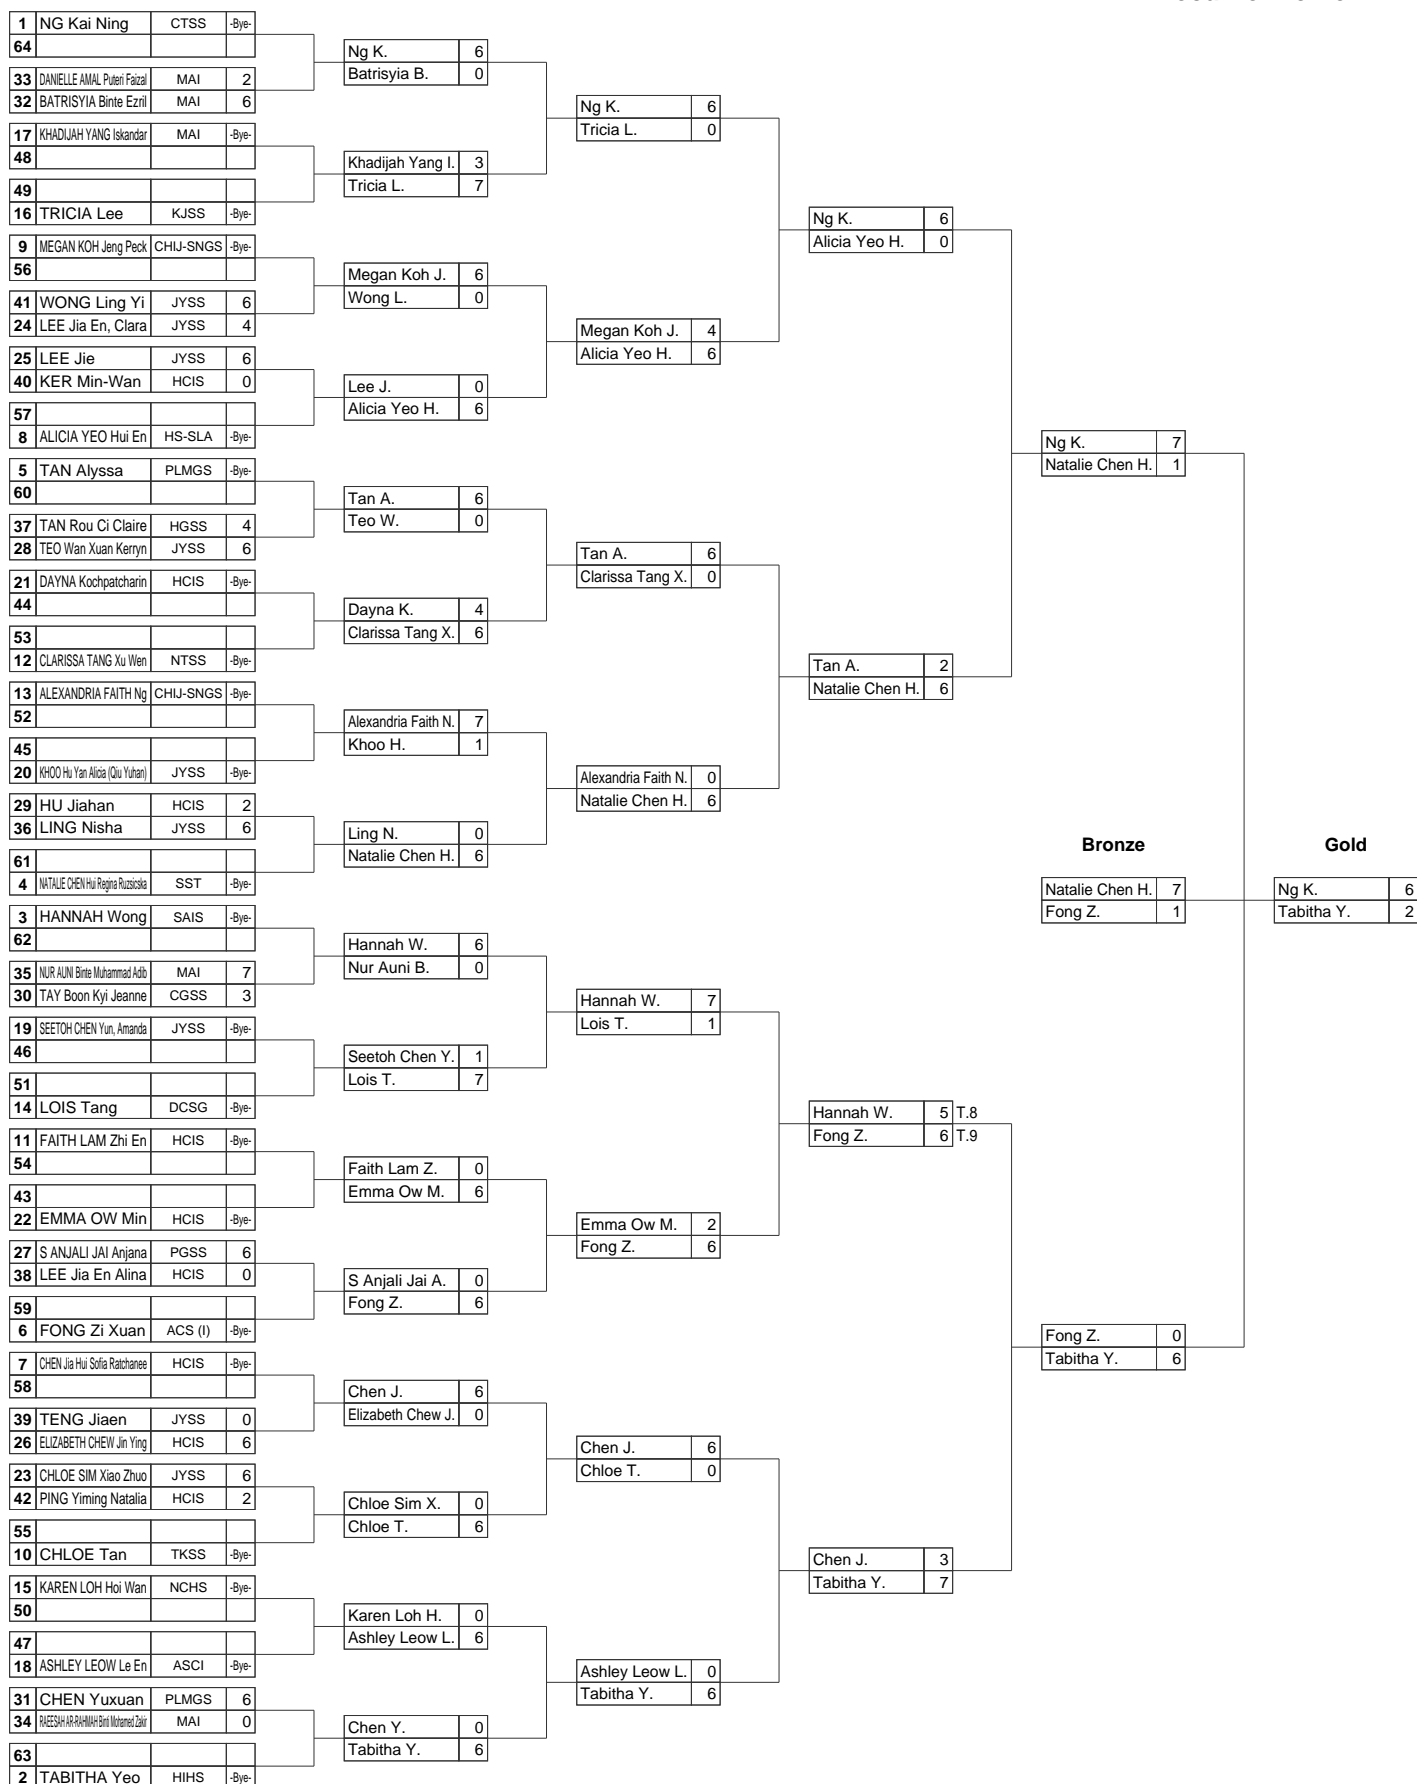 1 NG Kai Ning CTSS -Bye-
64
33 DANIELLE AMAL Puteri Faizal MAI 2
32 BATRISYIA Binte Ezril MAI 6
17 KHADIJAH YANG Iskandar MAI -Bye-
48
49
16 TRICIA Lee KJSS -Bye-
9 MEGAN KOH Jeng Peck CHIJ-SNGS -Bye-
56
41 WONG Ling Yi JYSS 6
24 LEE Jia En, Clara JYSS 4
25 LEE Jie JYSS 6
40 KER Min-Wan HCIS 0
57
8 ALICIA YEO Hui En HS-SLA -Bye-
5 TAN Alyssa PLMGS -Bye-
60
37 TAN Rou Ci Claire HGSS 4
28 TEO Wan Xuan Kerryn JYSS 6
21 DAYNA Kochpatcharin HCIS -Bye-
44
53
12 CLARISSA TANG Xu Wen NTSS -Bye-
13 ALEXANDRIA FAITH Ng CHIJ-SNGS -Bye-
52
45
20 KHOO Hu Yan Alicia (Qiu Yuhan) JYSS -Bye-
29 HU Jiahan HCIS 2
36 LING Nisha JYSS 6
61
4 NATALIE CHEN Hui Regina Ruzsicska SST -Bye-
3 HANNAH Wong SAIS -Bye-
62
35 NUR AUNI Binte Muhammad Adib MAI 7
30 TAY Boon Kyi Jeanne CGSS 3
19 SEETOH CHEN Yun, Amanda JYSS -Bye-
46
51
14 LOIS Tang DCSG -Bye-
11 FAITH LAM Zhi En HCIS -Bye-
54
43
22 EMMA OW Min HCIS -Bye-
27 S ANJALI JAI Anjana PGSS 6
38 LEE Jia En Alina HCIS 0
59
6 FONG Zi Xuan ACS (I) -Bye-
7 CHEN Jia Hui Sofia Ratchanee HCIS -Bye-
58
39 TENG Jiaen JYSS 0
26 ELIZABETH CHEW Jin Ying HCIS 6
23 CHLOE SIM Xiao Zhuo JYSS 6
42 PING Yiming Natalia HCIS 2
55
10 CHLOE Tan TKSS -Bye-
15 KAREN LOH Hoi Wan NCHS -Bye-
50
47
18 ASHLEY LEOW Le En ASCI -Bye-
31 CHEN Yuxuan PLMGS 6
34 RAEESAH AR-RAHMAH Binti Mohamed Zakir MAI 0
63
2 TABITHA Yeo HIHS -Bye-
Ng K. 6
Batrisyia B. 0
Khadijah Yang I. 3
Tricia L. 7
Megan Koh J. 6
Wong L. 0
Lee J. 0
Alicia Yeo H. 6
Tan A. 6
Teo W. 0
Dayna K. 4
Clarissa Tang X. 6
Alexandria Faith N. 7
Khoo H. 1
Ling N. 0
Natalie Chen H. 6
Hannah W. 6
Nur Auni B. 0
Seetoh Chen Y. 1
Lois T. 7
Faith Lam Z. 0
Emma Ow M. 6
S Anjali Jai A. 0
Fong Z. 6
Chen J. 6
Elizabeth Chew J. 0
Chloe Sim X. 0
Chloe T. 6
Karen Loh H. 0
Ashley Leow L. 6
Chen Y. 0
Tabitha Y. 6
Ng K. 6
Tricia L. 0
Megan Koh J. 4
Alicia Yeo H. 6
Tan A. 6
Clarissa Tang X. 0
Alexandria Faith N. 0
Natalie Chen H. 6
Hannah W. 7
Lois T. 1
Emma Ow M. 2
Fong Z. 6
Chen J. 6
Chloe T. 0
Ashley Leow L. 0
Tabitha Y. 6
Ng K. 6
Alicia Yeo H. 0
Tan A. 2
Natalie Chen H. 6
Hannah W. 5 T.8
Fong Z. 6 T.9
Chen J. 3
Tabitha Y. 7
Ng K. 7
Natalie Chen H. 1
Fong Z. 0
Tabitha Y. 6
Bronze
Natalie Chen H. 7
Fong Z. 1
Gold
Ng K. 6
Tabitha Y. 2